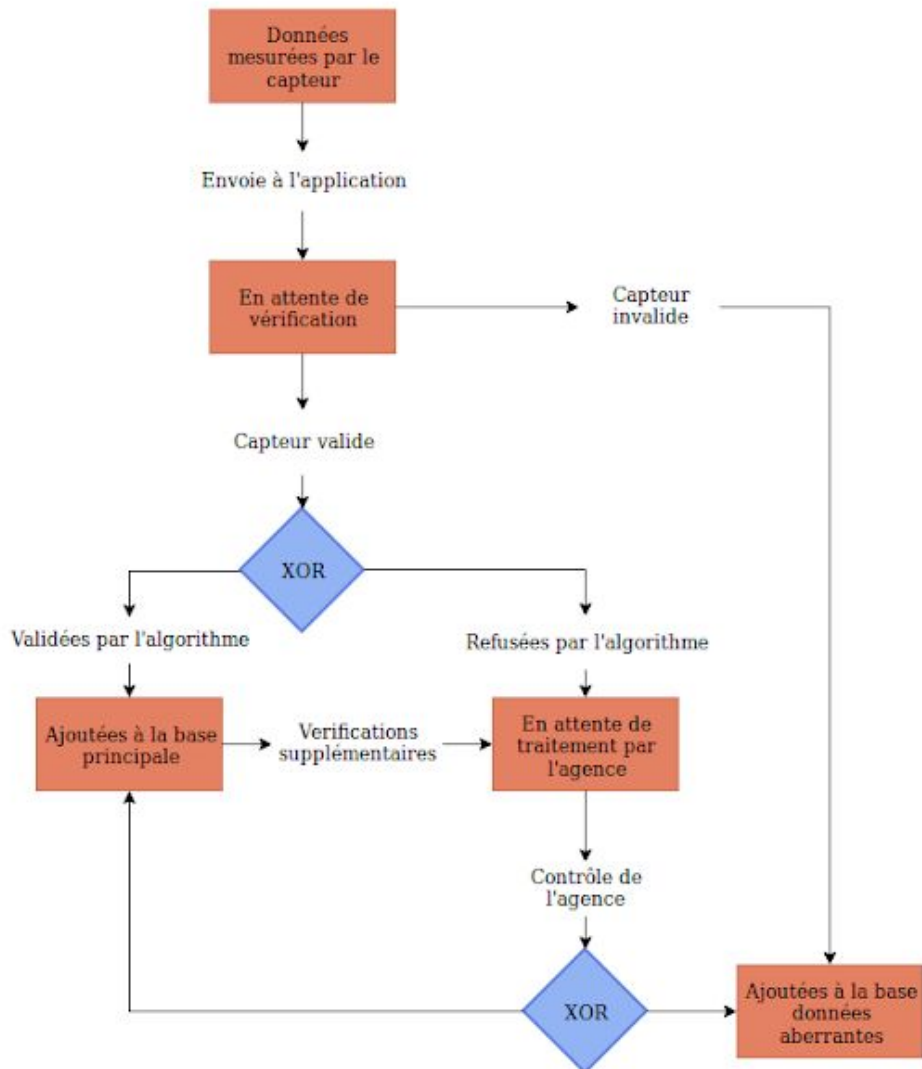 Données
mesurées par le
capteur
Envoie à l'application
En attente de
vérification
Capteur
invalide
Capteur valide
XOR
Validées par l'algorithme
Refusées par l'algorithme
Ajoutées à la base
principale
Verifications
supplémentaires
En attente de
traitement par
l'agence
Contrôle de
l'agence
XOR
Ajoutées à la base
données
aberrantes